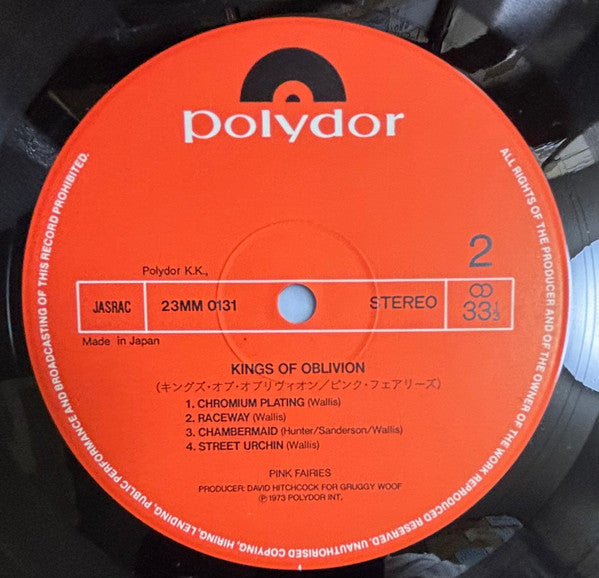 polydor
Polydor K.K.,
2
JASRAC
23MM 0131
STEREO
33⅓
Made in Japan
KINGS OF OBLIVION
(キングズ・オブ・オブリヴィオン/ピンク・フェアリーズ)
1. CHROMIUM PLATING (Wallis)
2. RACEWAY (Wallis)
3. CHAMBERMAID (Hunter/Sanderson/Wallis)
4. STREET URCHIN (Wallis)
PINK FAIRIES
PRODUCER: DAVID HITCHCOCK FOR GRUGGY WOOF
Ⓟ 1973 POLYDOR INT.
ALL RIGHTS OF THE PRODUCER AND OF THE OWNER OF THE WORK REPRODUCED RESERVED. UNAUTHORISED COPYING, HIRING, LENDING, PUBLIC PERFORMANCE AND BROADCASTING OF THIS RECORD PROHIBITED.